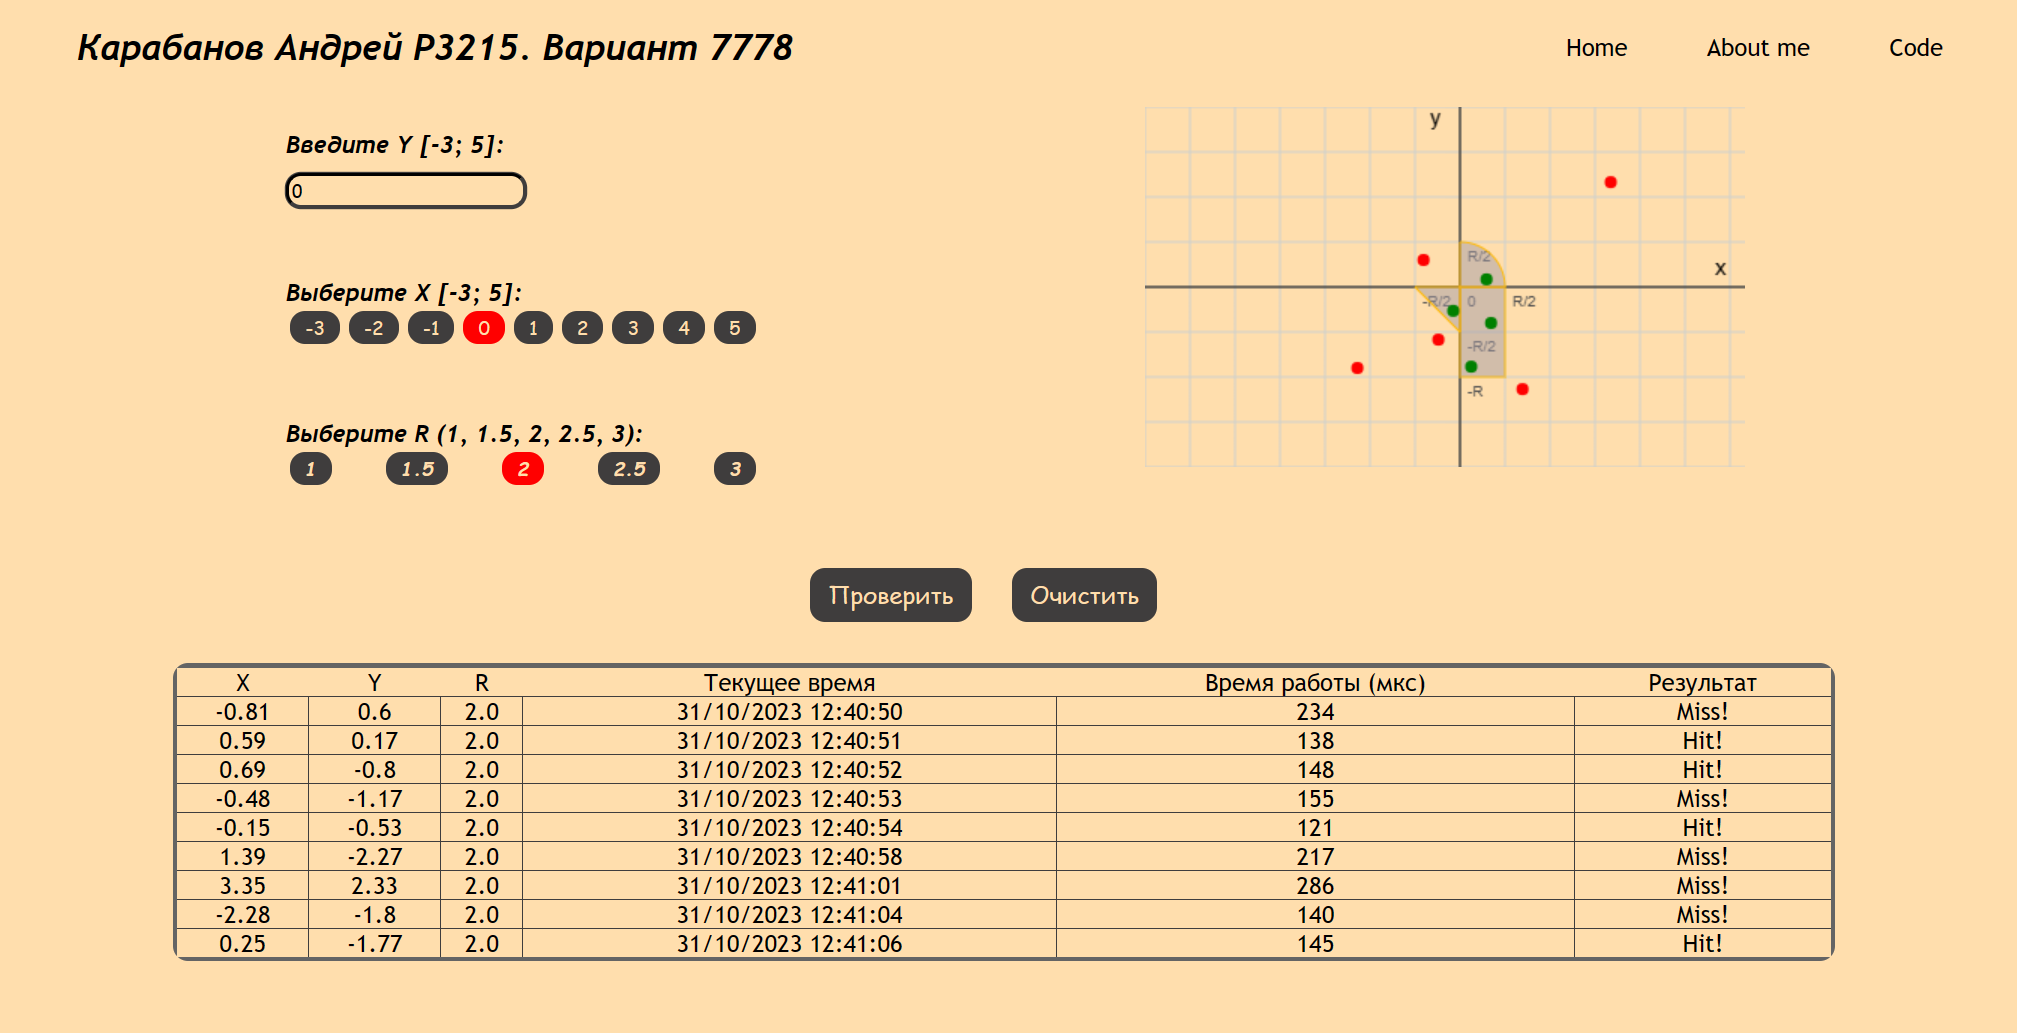 Карабанов Андрей P3215. Вариант 7778
Home About me Code
Введите Y [-3; 5]:
0
Выберите X [-3; 5]:
-3 -2 -1 0 1 2 3 4 5
Выберите R (1, 1.5, 2, 2.5, 3):
1 1.5 2 2.5 3
y
R/2
x
-R/2 0 R/2
-R/2
-R
Проверить Очистить
X Y R Текущее время Время работы (мкс) Результат
-0.81 0.6 2.0 31/10/2023 12:40:50 234 Miss!
0.59 0.17 2.0 31/10/2023 12:40:51 138 Hit!
0.69 -0.8 2.0 31/10/2023 12:40:52 148 Hit!
-0.48 -1.17 2.0 31/10/2023 12:40:53 155 Miss!
-0.15 -0.53 2.0 31/10/2023 12:40:54 121 Hit!
1.39 -2.27 2.0 31/10/2023 12:40:58 217 Miss!
3.35 2.33 2.0 31/10/2023 12:41:01 286 Miss!
-2.28 -1.8 2.0 31/10/2023 12:41:04 140 Miss!
0.25 -1.77 2.0 31/10/2023 12:41:06 145 Hit!